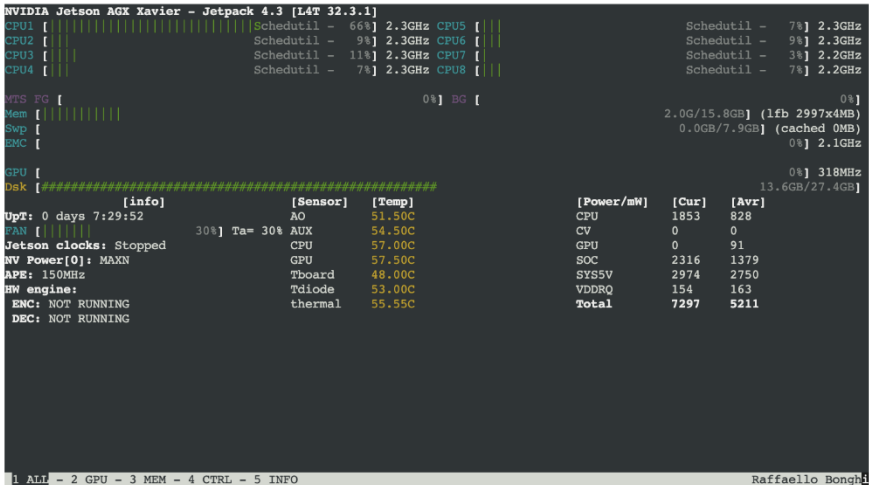 NVIDIA Jetson AGX Xavier - Jetpack 4.3 [L4T 32.3.1]
CPU1 [||||||||||||||||||||||||||Schedutil - 66%] 2.3GHz CPU5 [||| Schedutil - 7%] 2.3GHz
CPU2 [||| Schedutil - 9%] 2.3GHz CPU6 [||| Schedutil - 9%] 2.3GHz
CPU3 [|||| Schedutil - 11%] 2.3GHz CPU7 [| Schedutil - 3%] 2.2GHz
CPU4 [||| Schedutil - 7%] 2.3GHz CPU8 [||| Schedutil - 7%] 2.2GHz
MTS FG [ 0%] BG [ 0%]
Mem [||||||||||| 2.0G/15.8GB] (lfb 2997x4MB)
Swp [ 0.0GB/7.9GB] (cached 0MB)
EMC [ 0%] 2.1GHz
GPU [ 0%] 318MHz
Dsk [###################################################### 13.6GB/27.4GB]
[info] [Sensor] [Temp] [Power/mW] [Cur] [Avr]
UpT: 0 days 7:29:52 AO 51.50C CPU 1853 828
FAN [||||||| 30%] Ta= 30% AUX 54.50C CV 0 0
Jetson clocks: Stopped CPU 57.00C GPU 0 91
NV Power[0]: MAXN GPU 57.50C SOC 2316 1379
APE: 150MHz Tboard 48.00C SYS5V 2974 2750
HW engine: Tdiode 53.00C VDDRQ 154 163
ENC: NOT RUNNING thermal 55.55C Total 7297 5211
DEC: NOT RUNNING
1 ALL - 2 GPU - 3 MEM - 4 CTRL - 5 INFO Raffaello Bonghi